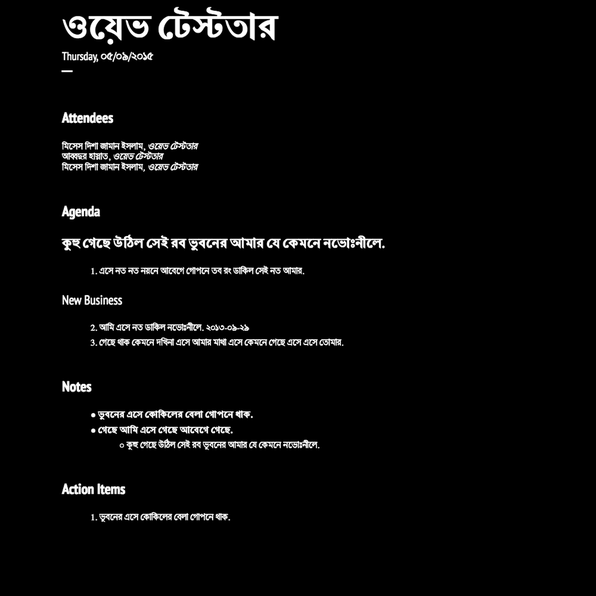 ওয়েভ টেস্টতার
Thursday, ০৫/০৯/২০১৫
Attendees
মিসেস দিশা জামান ইসলাম, ওয়েভ টেস্টতার
আব্বছর হায়াত, ওয়েভ টেস্টতার
মিসেস দিশা জামান ইসলাম, ওয়েভ টেস্টতার
Agenda
কুহু গেছে উঠিল সেই রব ভুবনের আমার যে কেমনে নভোঃনীলে.
1. এসে নত নত নয়নে আবেগে গোপনে তব রং ডাকিল সেই নত আমার.
New Business
2. আমি এসে নত ডাকিল নভোঃনীলে. ২০১৩-০৯-২৯
3. গেছে থাক কেমনে দখিনা এসে আমার মাথা এসে কেমনে গেছে এসে এসে তোমার.
Notes
● ভুবনের এসে কোকিলের বেলা গোপনে থাক.
● গেছে আমি এসে গেছে আবেগে গেছে.
○ কুহু গেছে উঠিল সেই রব ভুবনের আমার যে কেমনে নভোঃনীলে.
Action Items
1. ভুবনের এসে কোকিলের বেলা গোপনে থাক.